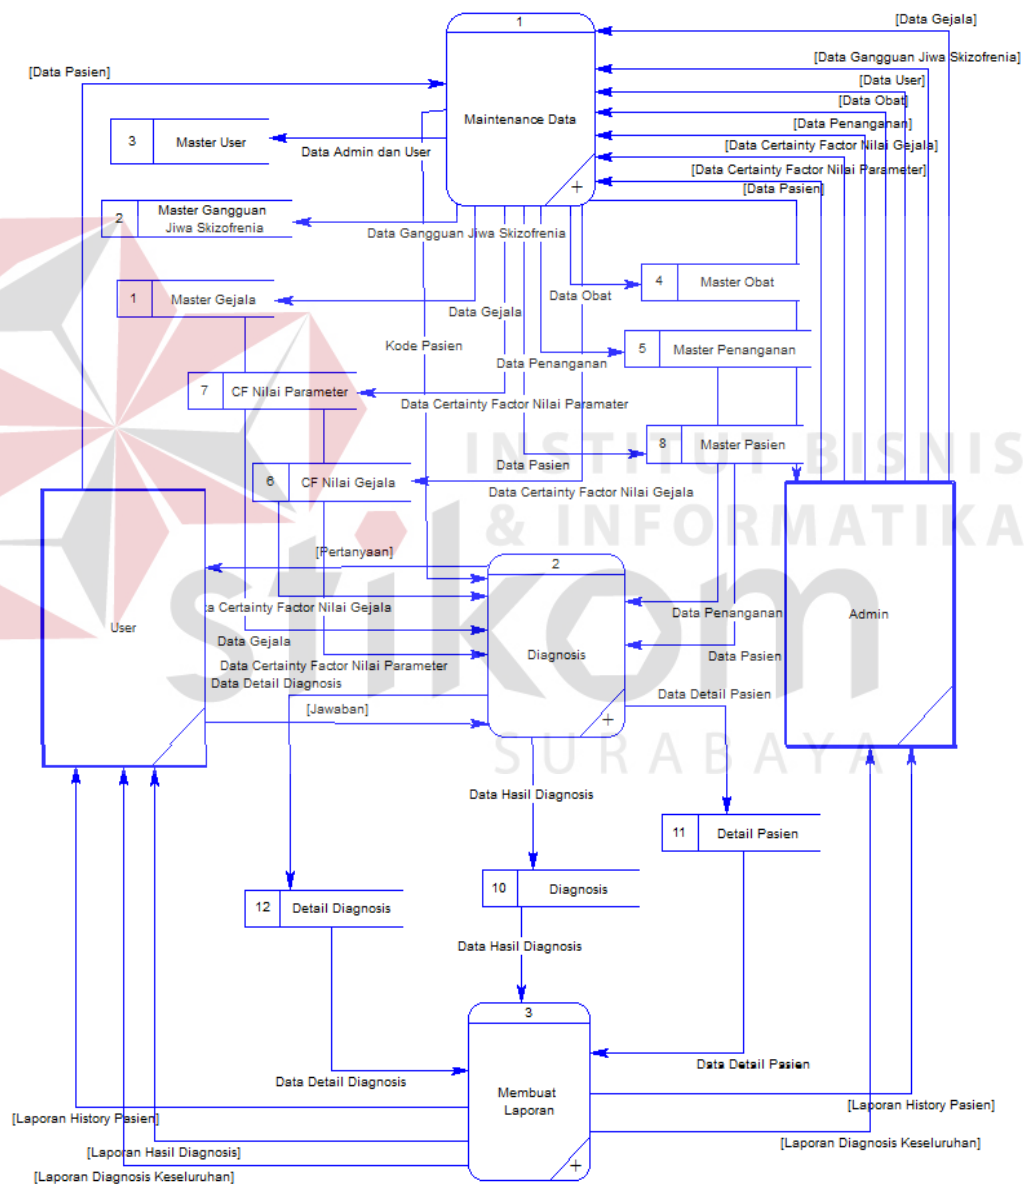 1
[Data Gejala]
[Data Gangguan Jiwa Skizofrenia]
[Data Pasien]
[Data User]
[Data Obat]
Maintenance Data
[Data Penanganan]
3
Master User
Data Admin dan User
[Data Certainty Factor Nilai Gejala]
[Data Certainty Factor Nilai Parameter]
+
[Data Pasien]
2
Master Gangguan
Jiwa Skizofrenia
Data Gangguan Jiwa Skizofrenia
4
Master Obat
1
Master Gejala
Data Obat
Data Gejala
Kode Pasien
5
Master Penanganan
Data Penanganan
7
CF Nilai Parameter
Data Certainty Factor Nilai Paramater
8
Master Pasien
INSTITUT BISNIS
Data Pasien
6
CF Nilai Gejala
Data Certainty Factor Nilai Gejala
& INFORMATIKA
[Pertanyaan]
2
stikom
ta Certainty Factor Nilai Gejala
Data Penanganan
User
Admin
Data Gejala
Diagnosis
Data Pasien
Data Certainty Factor Nilai Parameter
Data Detail Diagnosis
Data Detail Pasien
[Jawaban]
+
SURABAYA
Data Hasil Diagnosis
11
Detail Pasien
10
Diagnosis
12
Detail Diagnosis
Data Hasil Diagnosis
3
Data Detail Pasien
Data Detail Diagnosis
Membuat
Laporan
[Laporan History Pasien]
[Laporan History Pasien]
[Laporan Hasil Diagnosis]
[Laporan Diagnosis Keseluruhan]
+
[Laporan Diagnosis Keseluruhan]